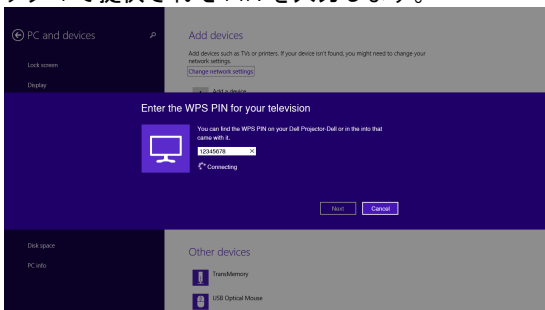 PC and devices
Lock screen
Display
Add devices
Add devices such as TVs or printers. If your device isn't found, you might need to change your
network settings.
Change network settings
Add a device
Enter the WPS PIN for your television
You can find the WPS PIN on your Dell Projector-Dell or in the into that
came with it.
12345678
Connecting
Next
Cancel
Disk space
PC info
Other devices
TransMemory
USB Optical Mouse